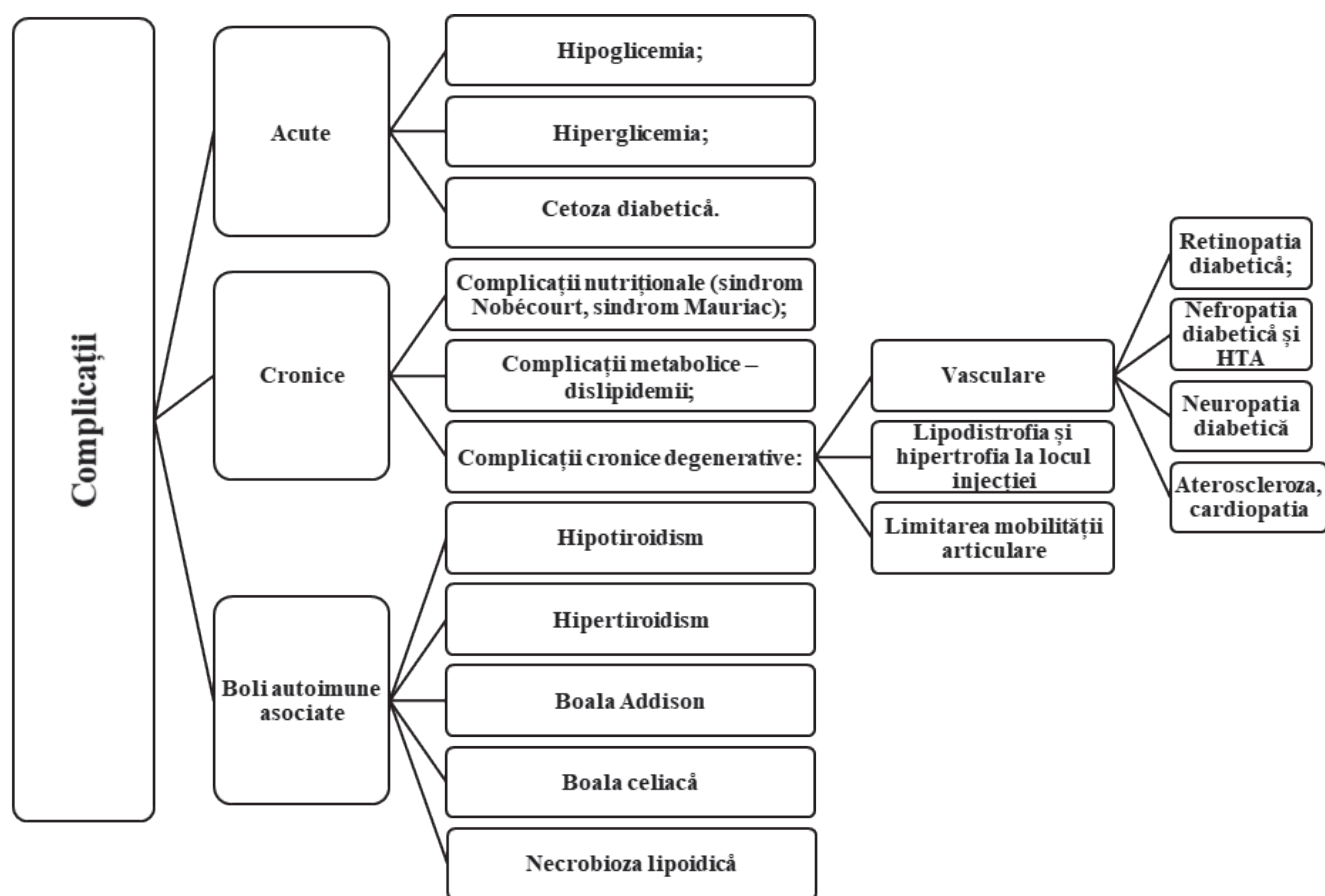 Complicații
Acute
Hipoglicemia;
Hiperglicemia;
Cetoza diabetică.
Cronice
Complicații nutriționale (sindrom
Nobécourt, sindrom Mauriac);
Complicații metabolice –
dislipidemii;
Complicații cronice degenerative:
Vasculare
Retinopatia
diabetică;
Nefropatia
diabetică și
HTA
Neuropatia
diabetică
Ateroscleroza,
cardiopatia
Lipodistrofia și
hipertrofia la locul
injecției
Limitarea mobilității
articulare
Boli autoimune
asociate
Hipotiroidism
Hipertiroidism
Boala Addison
Boala celiacă
Necrobioza lipoidică